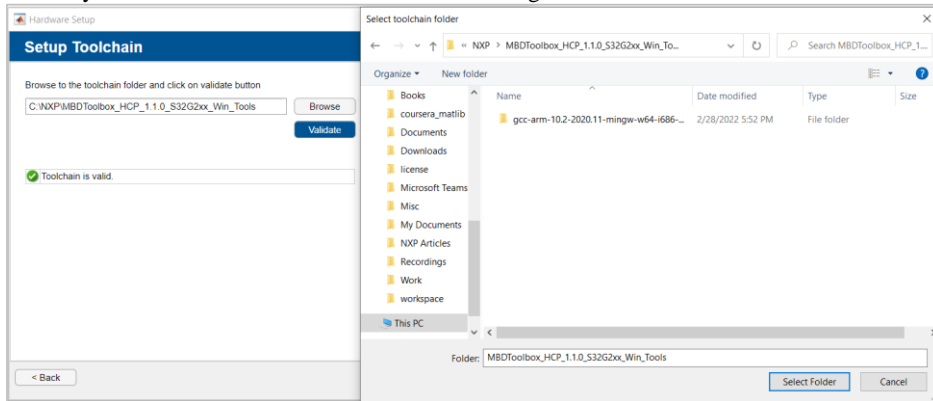 Hardware Setup
Setup Toolchain
Browse to the toolchain folder and click on validate button
C:\NXP\MBDToolbox_HCP_1.1.0_S32G2xx_Win_Tools
Browse
Validate
Toolchain is valid.
< Back
Select toolchain folder
« NXP > MBDToolbox_HCP_1.1.0_S32G2xx_Win_To...
Search MBDToolbox_HCP_1...
Organize
New folder
Name
Date modified
Type
Size
Books
coursera_matlib
Documents
Downloads
license
Microsoft Teams
Misc
My Documents
NXP Articles
Recordings
Work
workspace
This PC
gcc-arm-10.2-2020.11-mingw-w64-i686-...
2/28/2022 5:52 PM
File folder
Folder:
MBDToolbox_HCP_1.1.0_S32G2xx_Win_Tools
Select Folder
Cancel